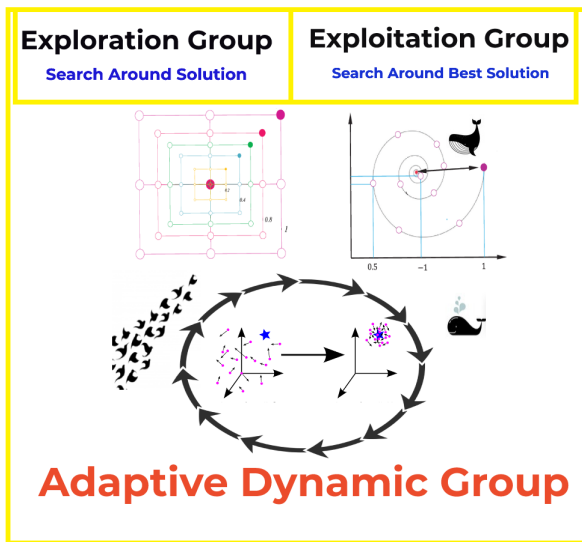 Exploration Group
Search Around Solution
Exploitation Group
Search Around Best Solution
0.2
0.4
0.8
1
0.5
−1
1
Adaptive Dynamic Group